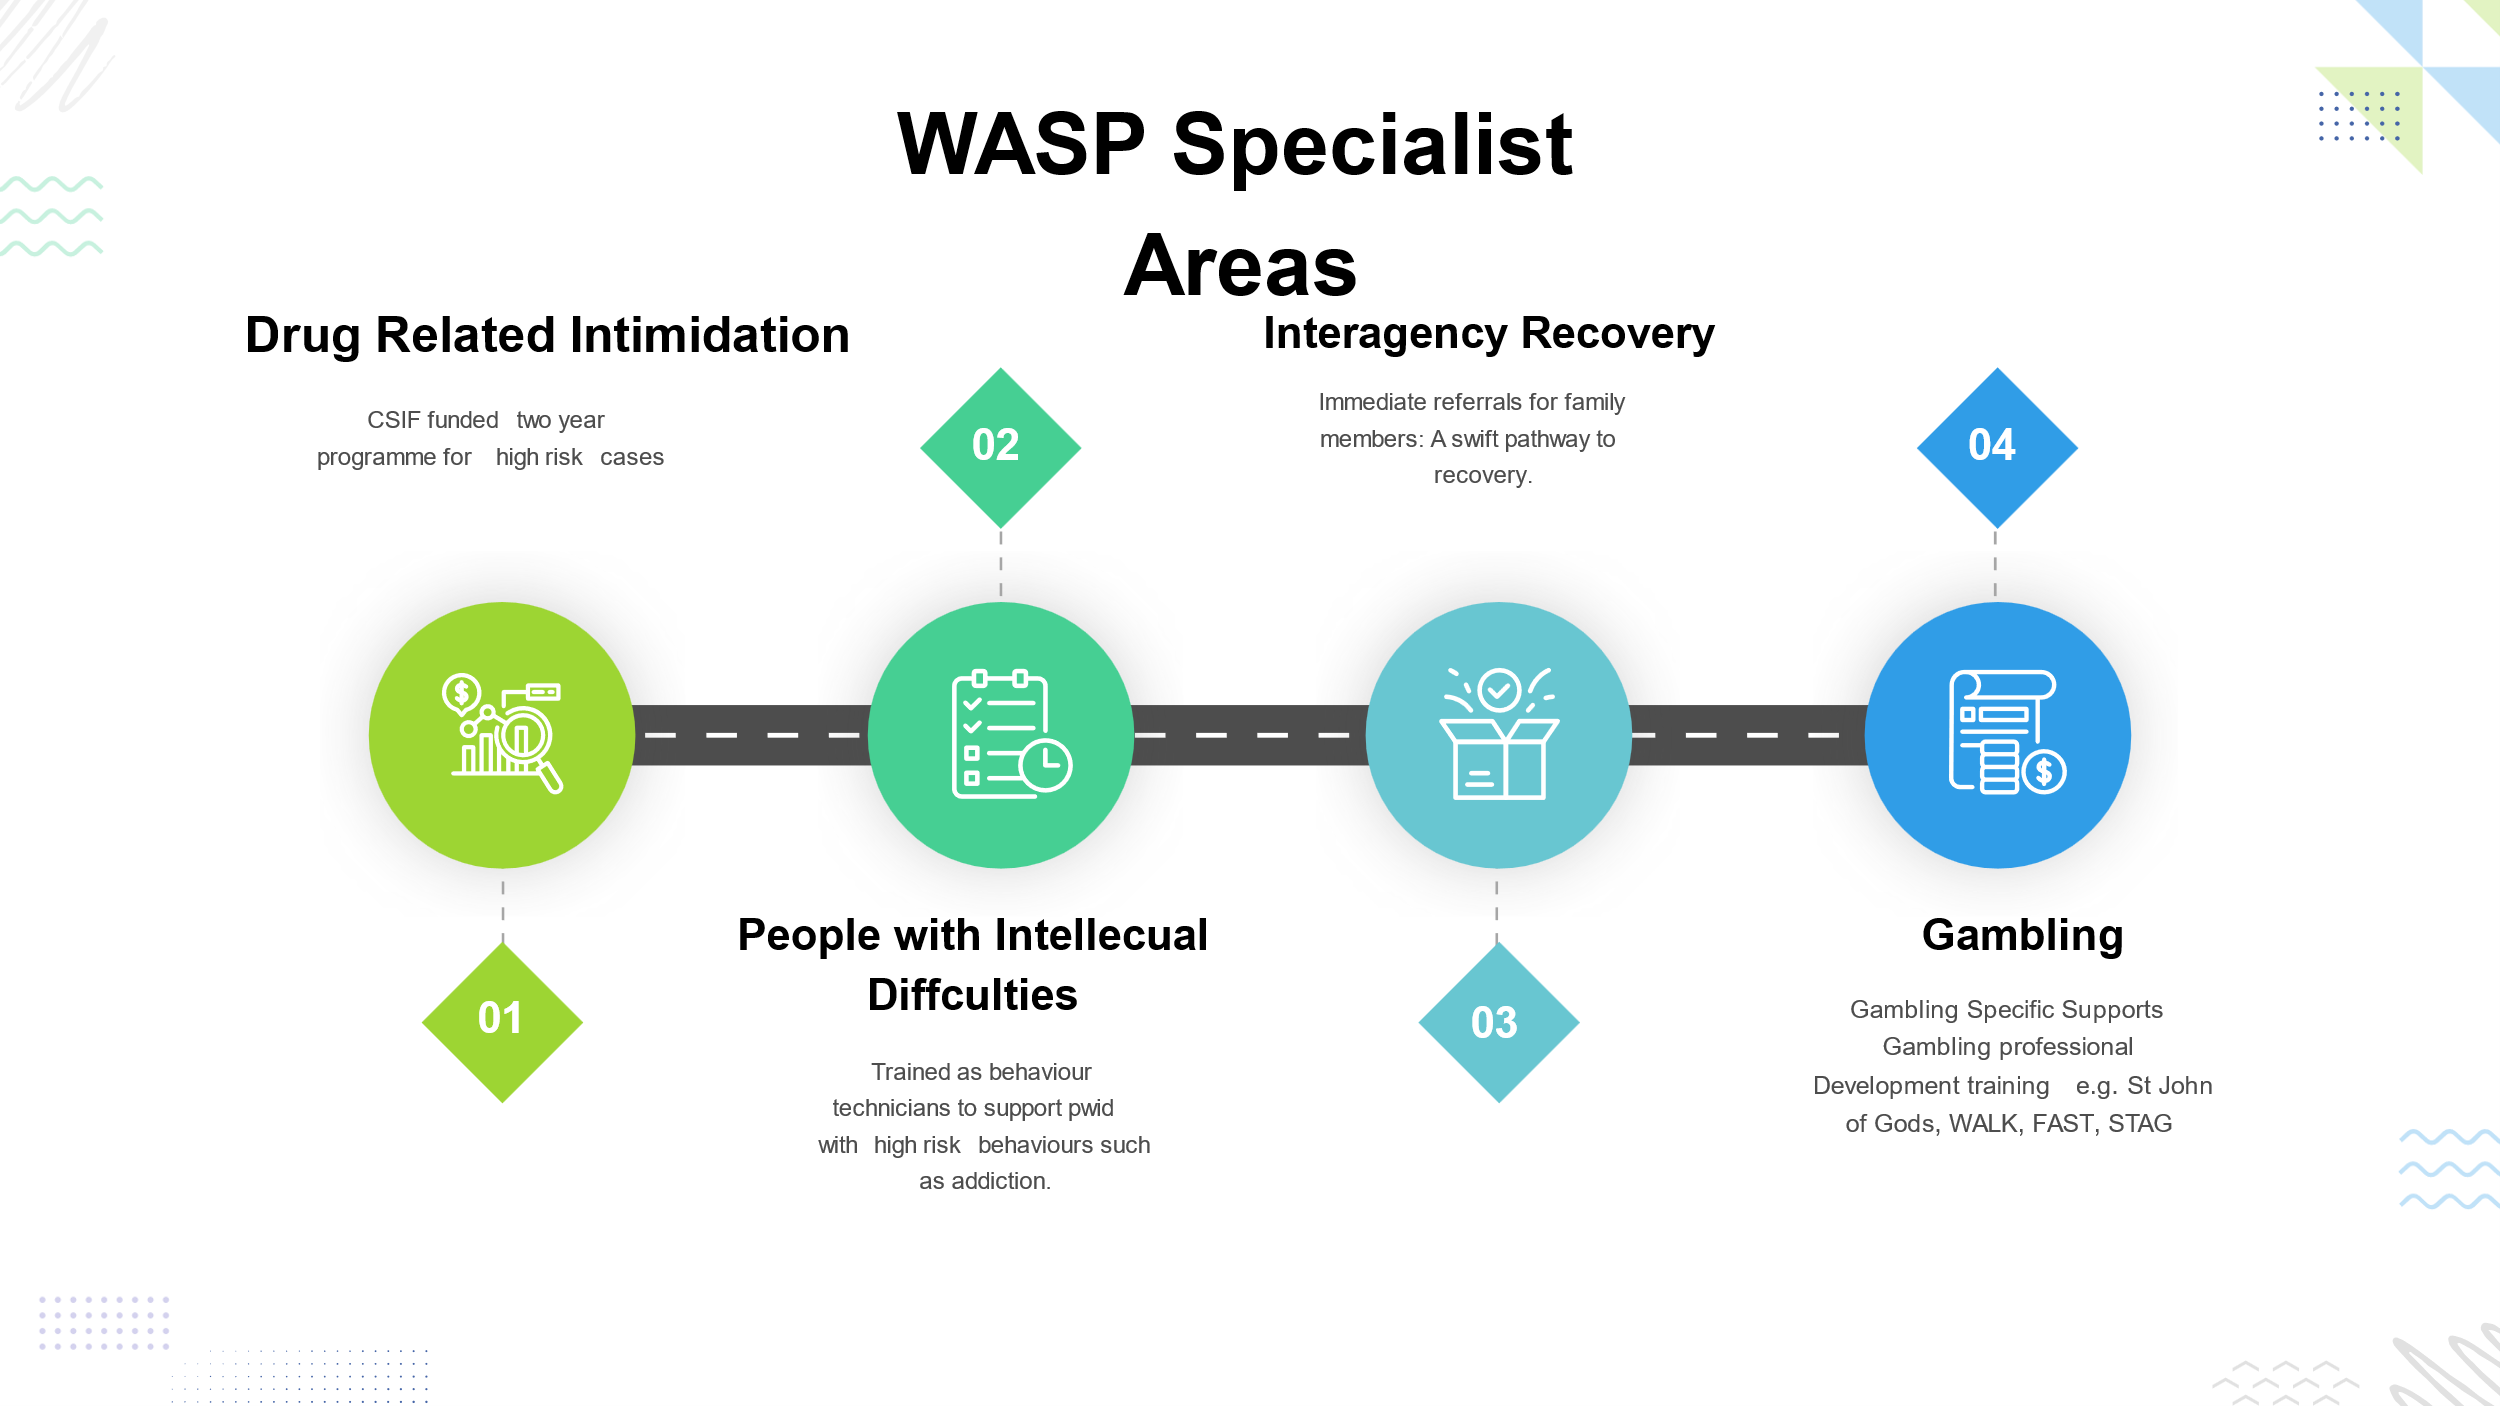 WASP Specialist
Areas
Drug Related Intimidation
CSIF funded two year
programme for high risk cases
01
02
People with Intellecual
Diffculties
Trained as behaviour
technicians to support pwid
with high risk behaviours such
as addiction.
Interagency Recovery
Immediate referrals for family
members: A swift pathway to
recovery.
03
04
Gambling
Gambling Specific Supports
Gambling professional
Development training e.g. St John
of Gods, WALK, FAST, STAG